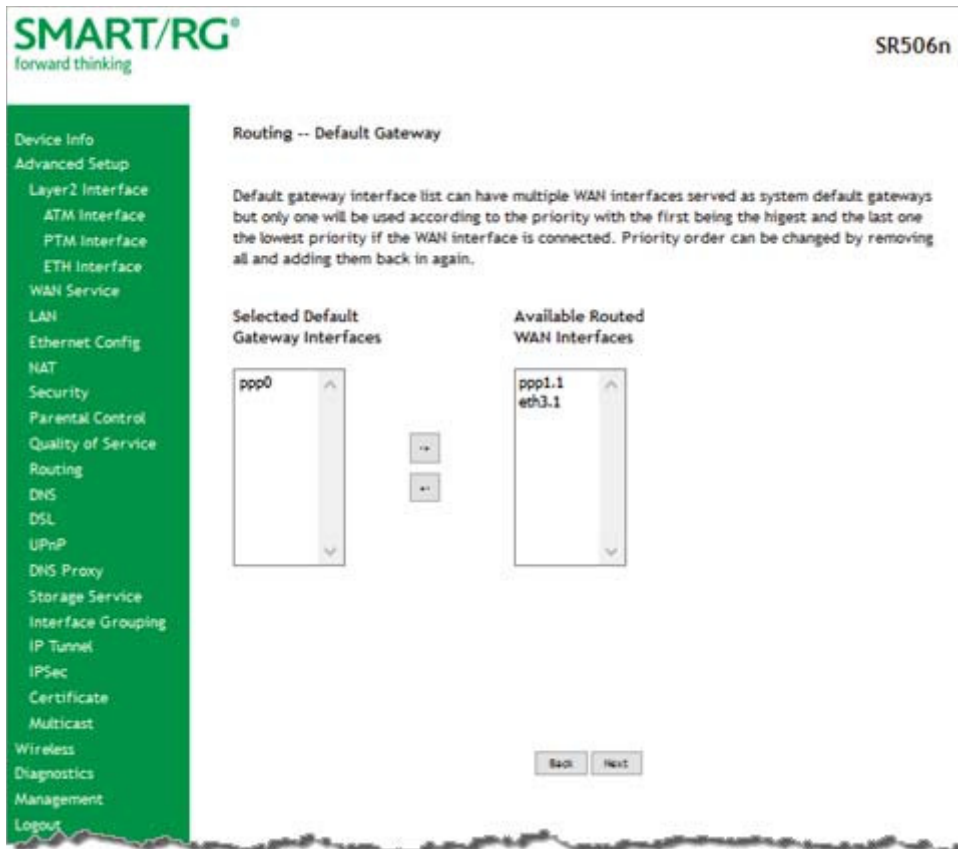 SMART/RG®
forward thinking
SR506n
Device Info
Advanced Setup
Layer2 Interface
ATM Interface
PTM Interface
ETH Interface
WAN Service
LAN
Ethernet Config
NAT
Security
Parental Control
Quality of Service
Routing
DNS
DSL
UPnP
DNS Proxy
Storage Service
Interface Grouping
IP Tunnel
IPSec
Certificate
Multicast
Wireless
Diagnostics
Management
Logout
Routing -- Default Gateway
Default gateway interface list can have multiple WAN interfaces served as system default gateways
but only one will be used according to the priority with the first being the higest and the last one
the lowest priority if the WAN interface is connected. Priority order can be changed by removing
all and adding them back in again.
Selected Default
Gateway Interfaces
Available Routed
WAN Interfaces
ppp0
ppp1.1
eth3.1
->
<-
Back
Next